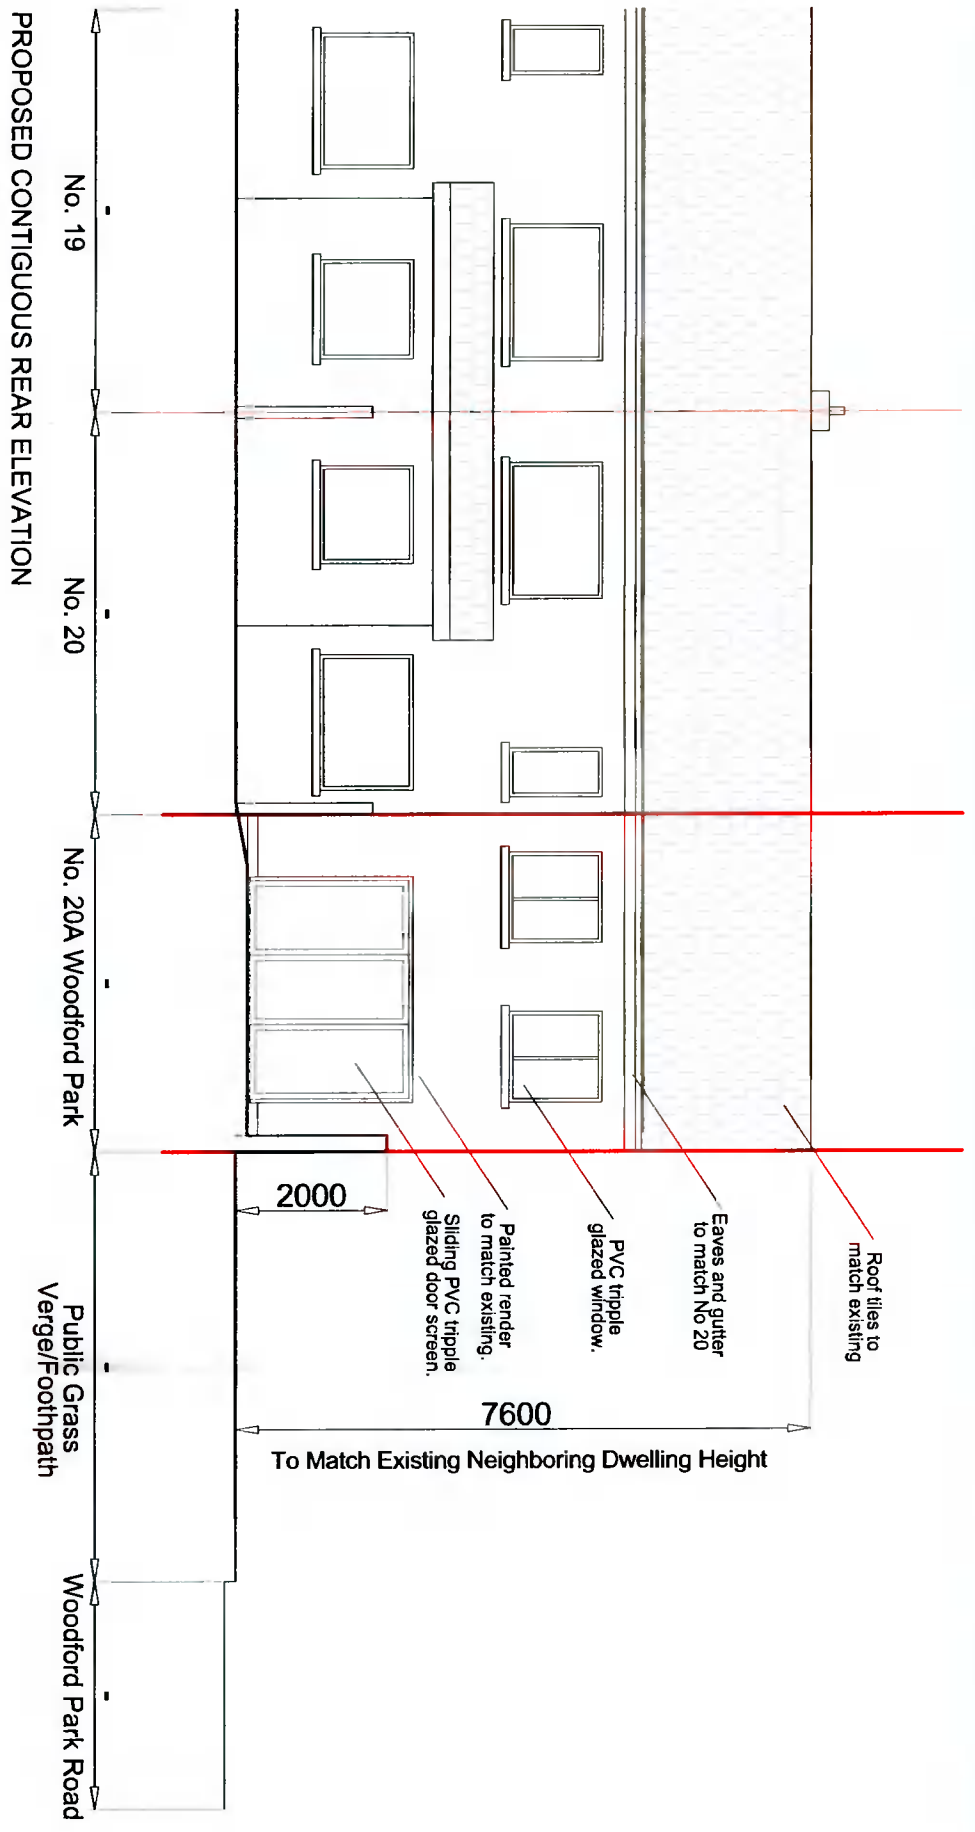 Roof tiles to
match existing
Eaves and gutter
to match No 20
PVC tripple
glazed window.
Painted render
to match existing.
Sliding PVC tripple
glazed door screen.
2000
7600
To Match Existing Neighboring Dwelling Height
No. 19
No. 20
No. 20A Woodford Park
Public Grass
Verge/Footpath
Woodford Park Road
PROPOSED CONTIGUOUS REAR ELEVATION